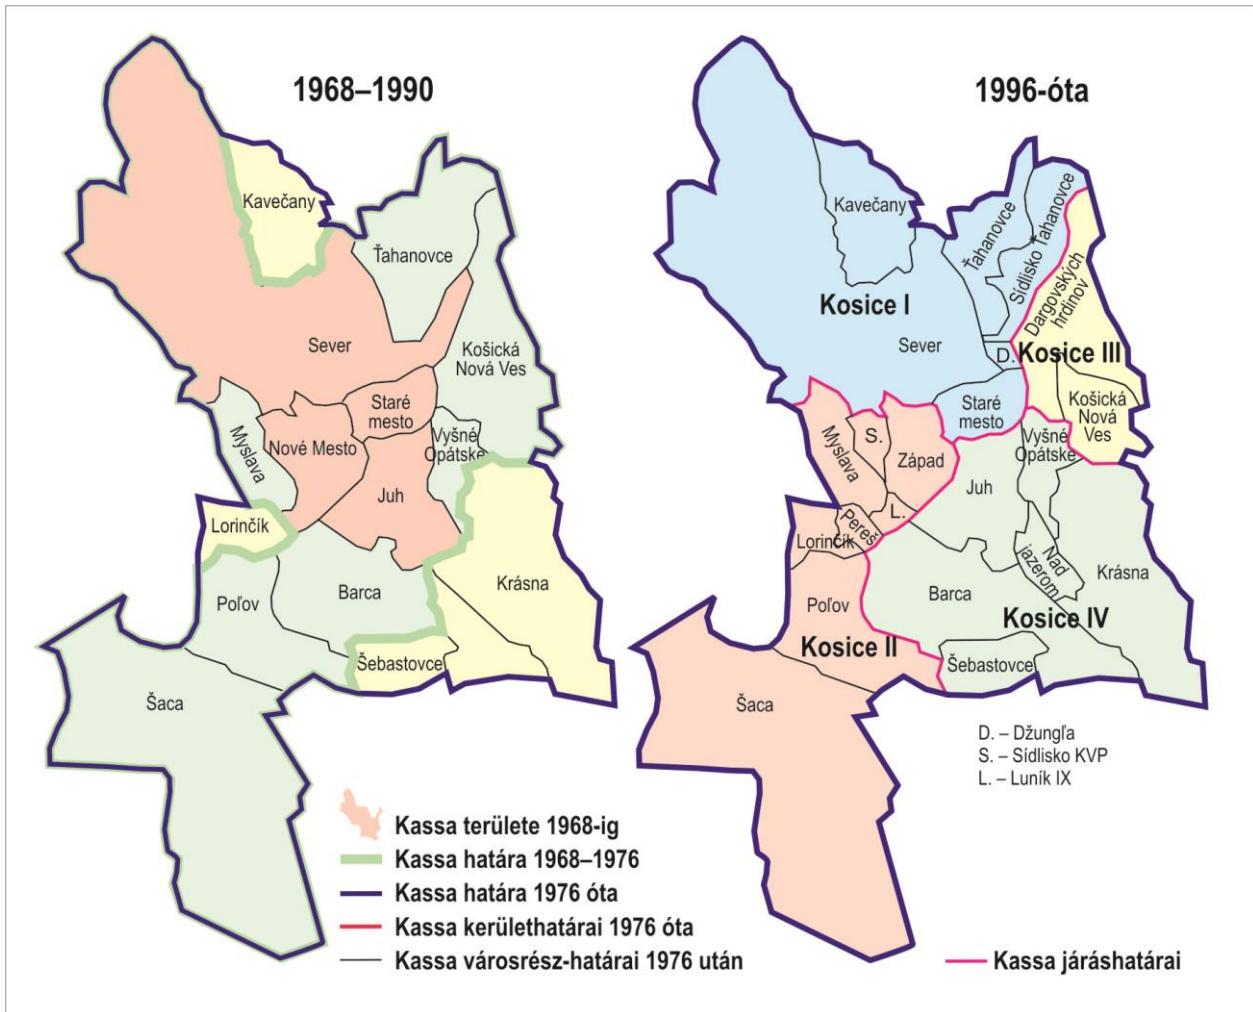 1968–1990
Kavečany
Ťahanovce
Sever
Košická
Nová Ves
Staré
mesto
Myslava
Nové Mesto
Vyšné
Opátske
Juh
Lorinčík
Krásna
Barca
Poľov
Šebastovce
Šaca
Kassa területe 1968-ig
Kassa határa 1968–1976
Kassa határa 1976 óta
Kassa kerülethatárai 1976 óta
Kassa városrész-határai 1976 után
1996-óta
Kavečany
Ťahanovce
Sídlisko Ťahanovce
Dargovských
hrdinov
Kosice I
Sever
D.
Kosice III
Staré
mesto
Košická
Nová
Ves
Myslava
S.
Západ
Vyšné
Opátske
Juh
L.
Pereš
Lorinčík
Nad
jazerom
Krásna
Barca
Poľov
Kosice IV
Kosice II
Šebastovce
Šaca
D. – Džungľa
S. – Sídlisko KVP
L. – Luník IX
Kassa járáshatárai